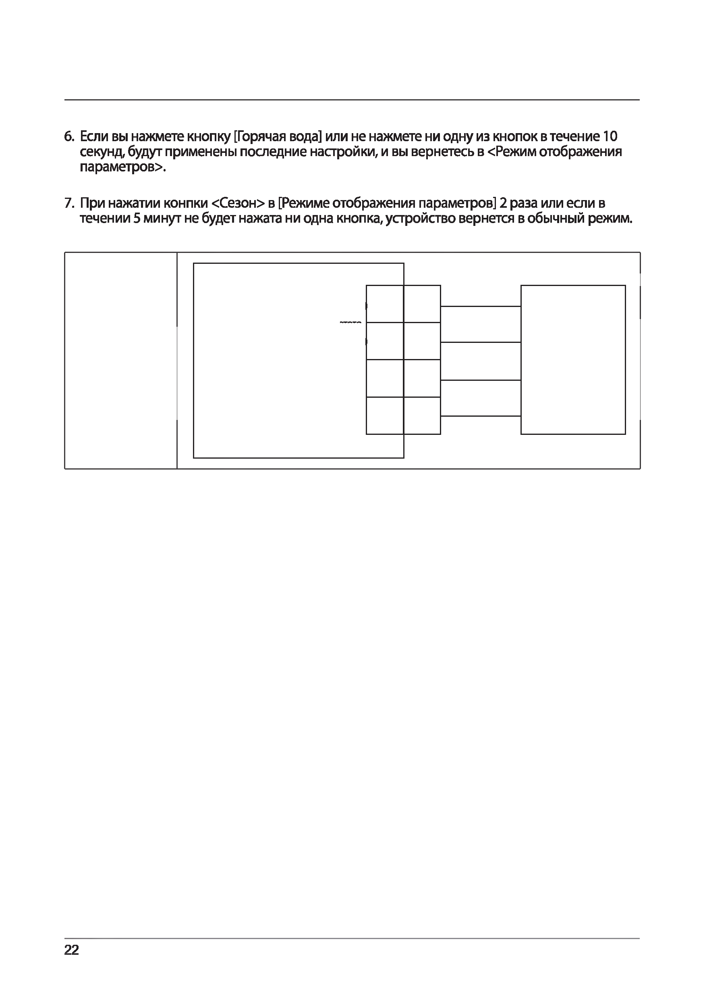 6. Если вы нажмете кнопку [Горячая вода] или не нажмете ни одну из кнопок в течение 10
секунд, будут применены последние настройки, и вы вернетесь в <Режим отображения
параметров>.
7. При нажатии конпки <Сезон> в [Режиме отображения параметров] 2 раза или если в
течении 5 минут не будет нажата ни одна кнопка, устройство вернется в обычный режим.
22